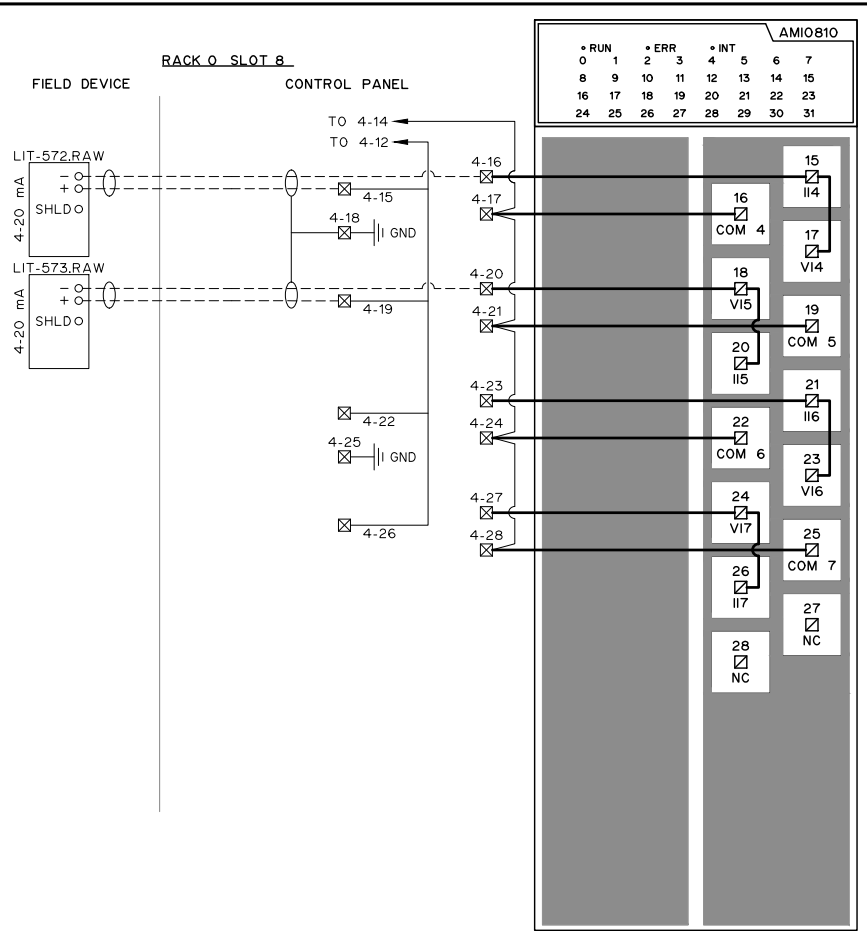 AMIO810
RUN ERR INT
0 1 2 3 4 5 6 7
8 9 10 11 12 13 14 15
16 17 18 19 20 21 22 23
24 25 26 27 28 29 30 31
RACK 0 SLOT 8
FIELD DEVICE
CONTROL PANEL
TO 4-14
TO 4-12
LIT-572.RAW
4-20 mA
−
+
SHLD
4-15
4-18
GND
4-16
4-17
15
II4
16
COM 4
17
VI4
LIT-573.RAW
4-20 mA
−
+
SHLD
4-19
4-20
4-21
18
VI5
19
COM 5
20
II5
4-22
4-25
GND
4-26
4-23
4-24
21
II6
22
COM 6
23
VI6
4-27
4-28
24
VI7
25
COM 7
26
II7
27
NC
28
NC